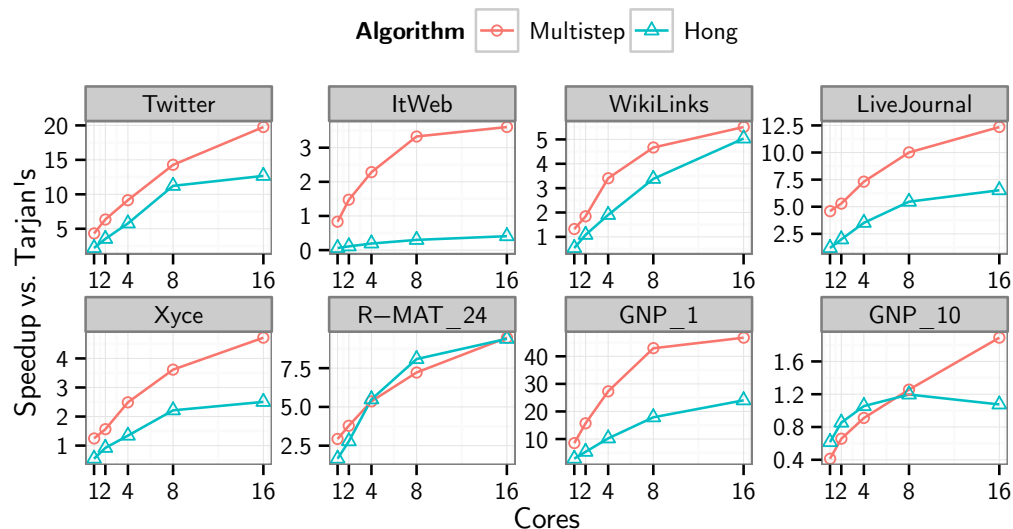 Algorithm Multistep Hong
Twitter ItWeb WikiLinks LiveJournal
20 15 10 5
3 2 1 0
5 4 3 2 1
12.5 10.0 7.5 5.0 2.5
1 2 4 8 16 1 2 4 8 16 1 2 4 8 16 1 2 4 8 16
Xyce R−MAT_24 GNP_1 GNP_10
4 3 2 1
7.5 5.0 2.5
40 30 20 10
1.6 1.2 0.8 0.4
1 2 4 8 16 1 2 4 8 16 1 2 4 8 16 1 2 4 8 16
Speedup vs. Tarjan's
Cores